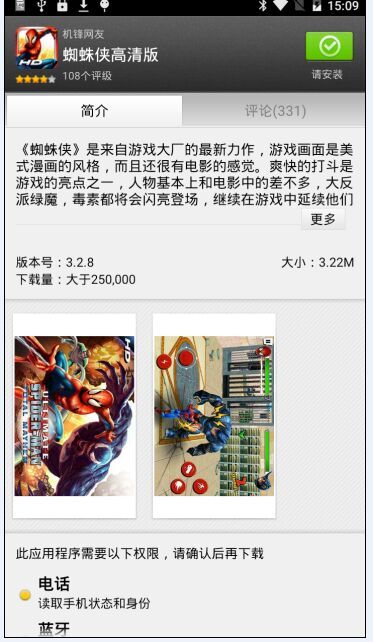 15:09
机锋网友
蜘蛛侠高清版
108个评级
请安装
HD
简介
评论(331)
《蜘蛛侠》是来自游戏大厂的最新力作，游戏画面是美
式漫画的风格，而且还很有电影的感觉。爽快的打斗是
游戏的亮点之一，人物基本上和电影中的差不多，大反
派绿魔，毒素都将会闪亮登场，继续在游戏中延续他们
更多
版本号：3.2.8
大小：3.22M
下载量：大于250,000
HD
ULTIMATE
SPIDER-MAN
TOTAL MAYHEM
此应用程序需要以下权限，请确认后再下载
电话
读取手机状态和身份
蓝牙